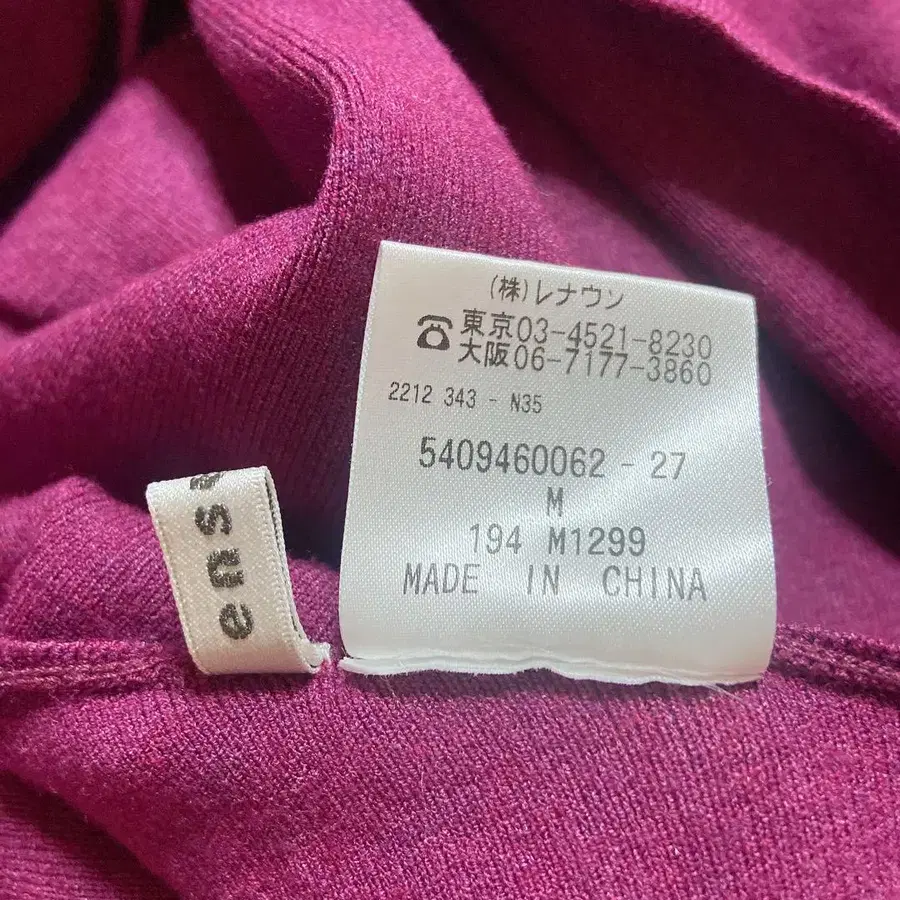 (株)レナウン
☎東京03-4521-8230
大阪06-7177-3860
2212 343 - N35
5409460062 - 27
M
194 M1299
MADE IN CHINA
ens